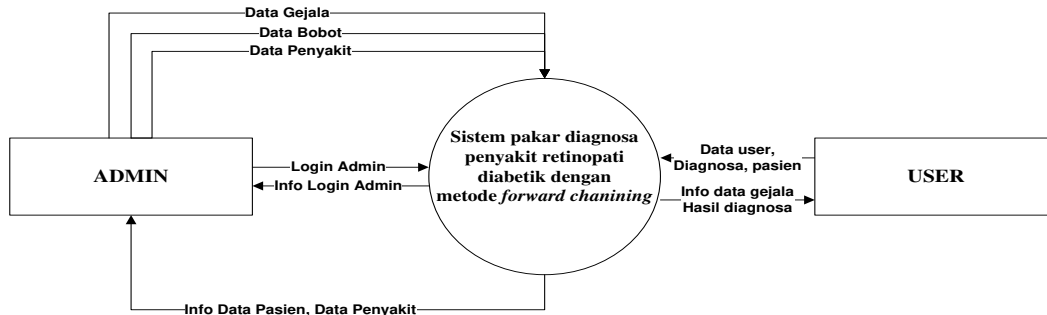 Data Gejala
Data Bobot
Data Penyakit
ADMIN
Login Admin
Info Login Admin
Sistem pakar diagnosa
penyakit retinopati
diabetik dengan
metode forward chanining
Data user,
Diagnosa, pasien
Info data gejala
Hasil diagnosa
USER
Info Data Pasien, Data Penyakit